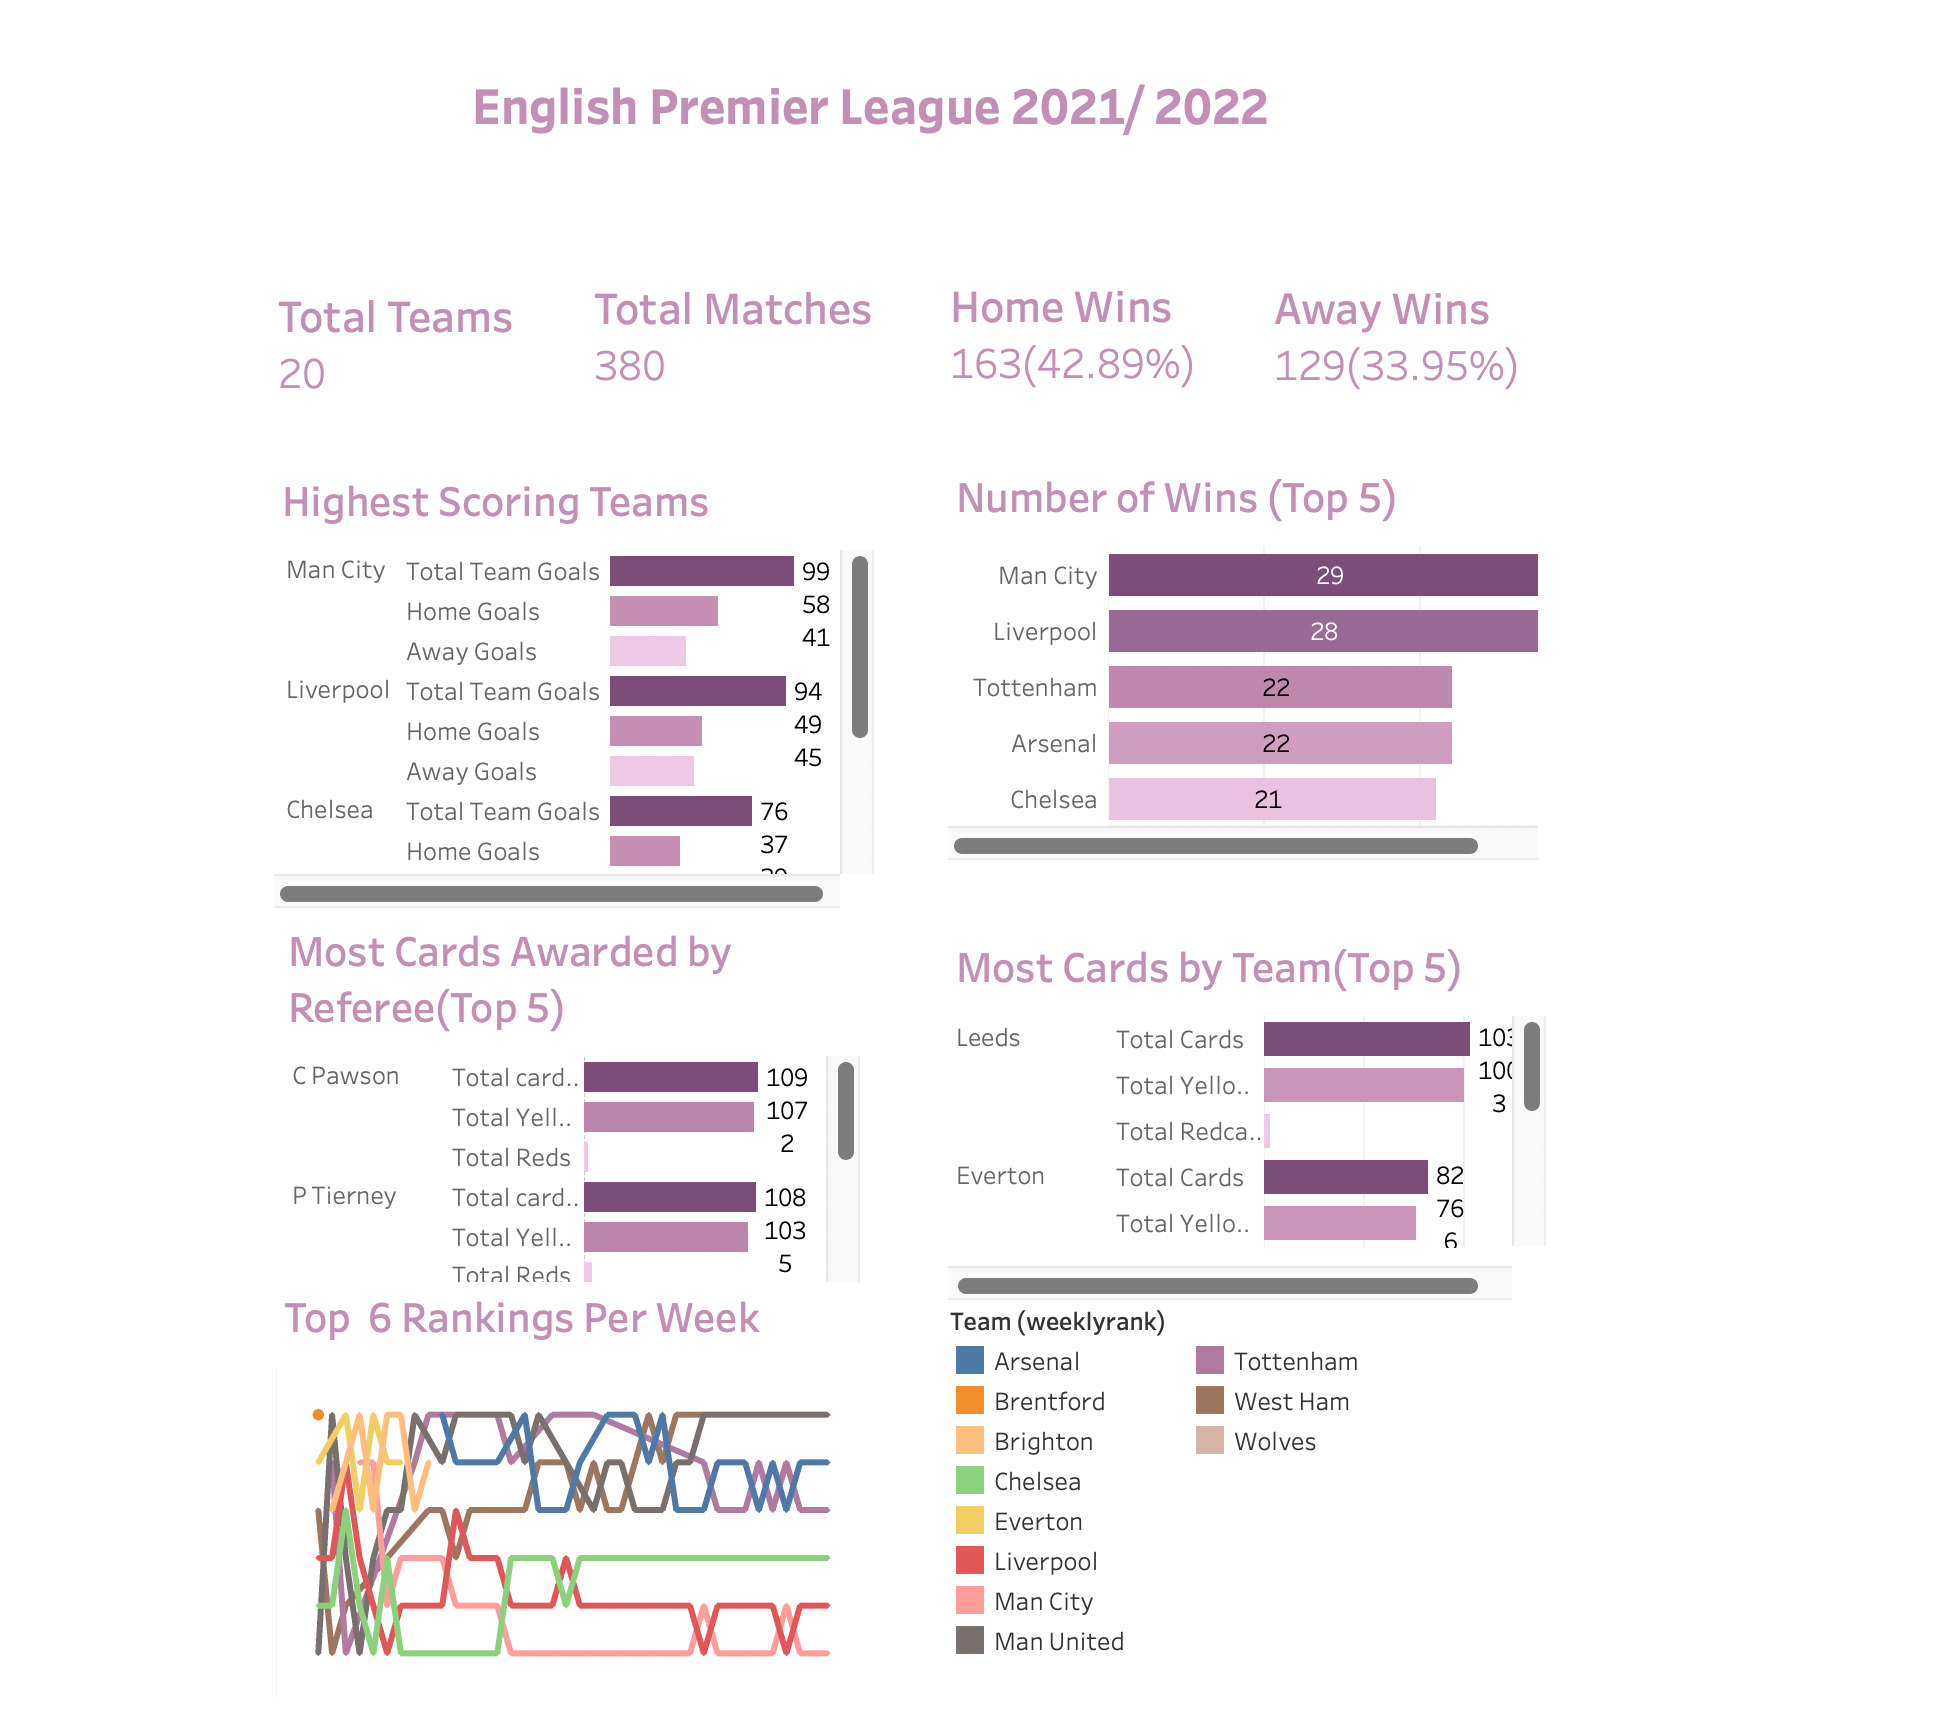 English Premier League 2021/ 2022
Total Teams
20
Total Matches
380
Home Wins
163(42.89%)
Away Wins
129(33.95%)
Highest Scoring Teams
Man City Total Team Goals 99
Home Goals 58
Away Goals 41
Liverpool Total Team Goals 94
Home Goals 49
Away Goals 45
Chelsea Total Team Goals 76
Home Goals 37
Number of Wins (Top 5)
Man City 29
Liverpool 28
Tottenham 22
Arsenal 22
Chelsea 21
Most Cards Awarded by
Referee(Top 5)
C Pawson Total card.. 109
Total Yell.. 107
Total Reds 2
P Tierney Total card.. 108
Total Yell.. 103
Total Reds 5
Most Cards by Team(Top 5)
Leeds Total Cards 103
Total Yello.. 100
Total Redca.. 3
Everton Total Cards 82
Total Yello.. 76
6
Top  6 Rankings Per Week
Team (weeklyrank)
Arsenal
Brentford
Brighton
Chelsea
Everton
Liverpool
Man City
Man United
Tottenham
West Ham
Wolves